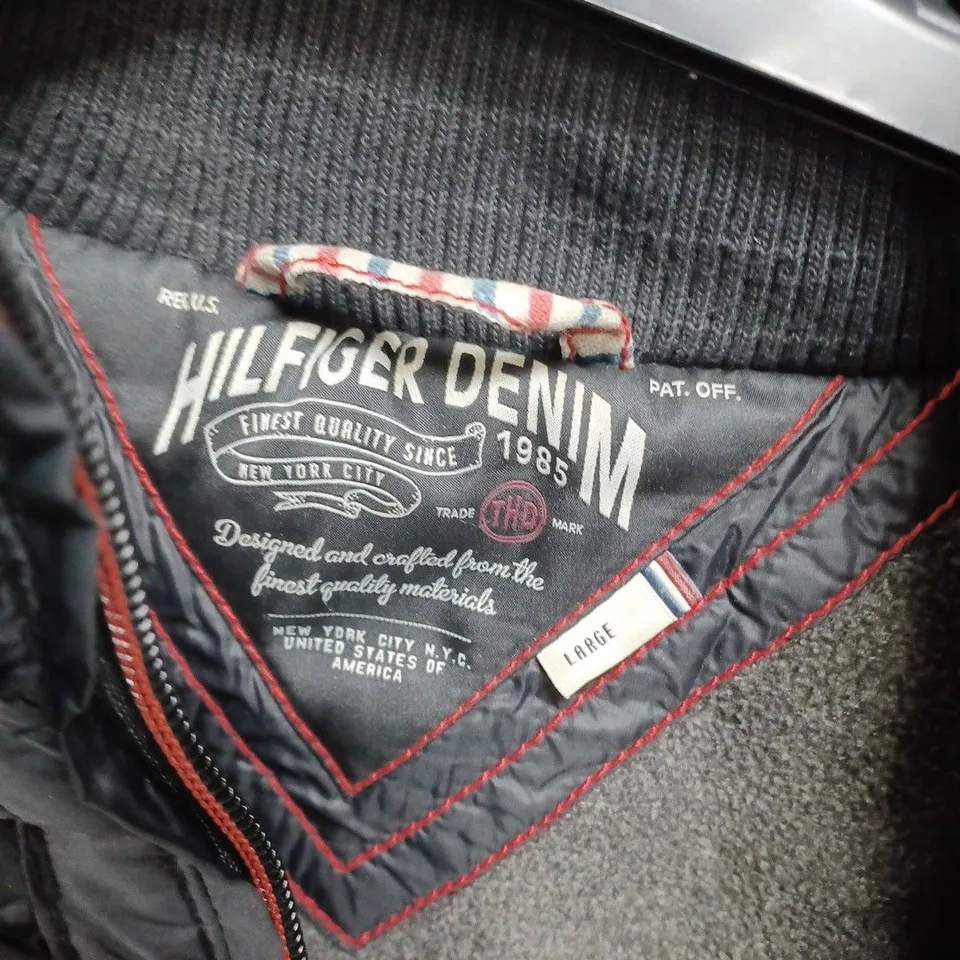 REG. U.S.
PAT. OFF.
HILFIGER DENIM
FINEST QUALITY SINCE
1985
NEW YORK CITY
TRADE THD MARK
Designed and crafted from the
finest quality materials
NEW YORK CITY N.Y.C.
UNITED STATES OF
AMERICA
LARGE